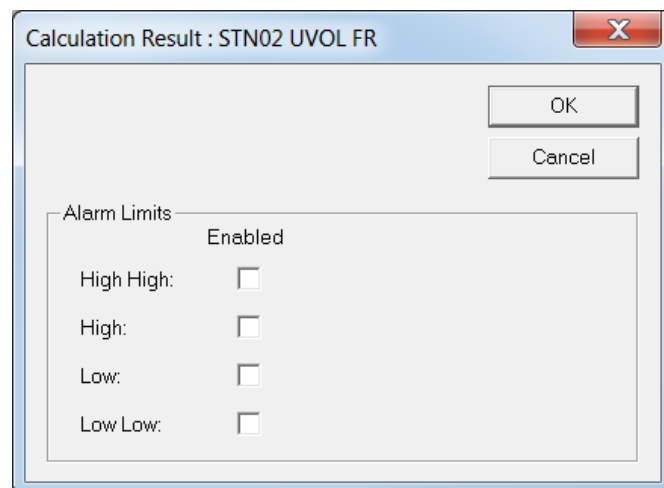 Calculation Result : STN02 UVOL FR
OK
Cancel
Alarm Limits
Enabled
High High:
High:
Low:
Low Low: